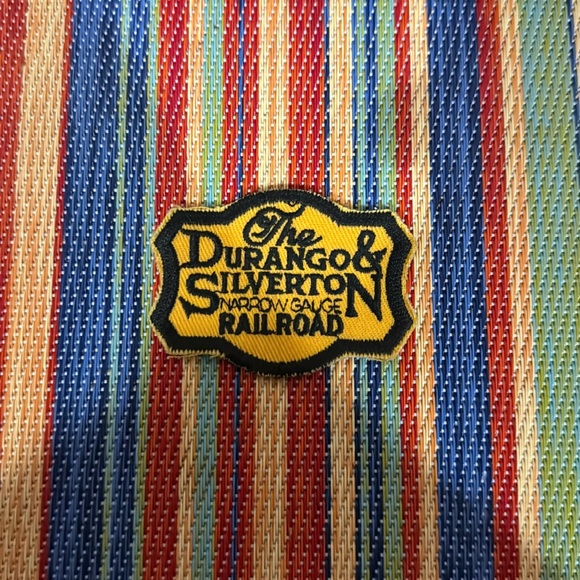 The
DURANGO &
SILVERTON
NARROW GAUGE
RAILROAD